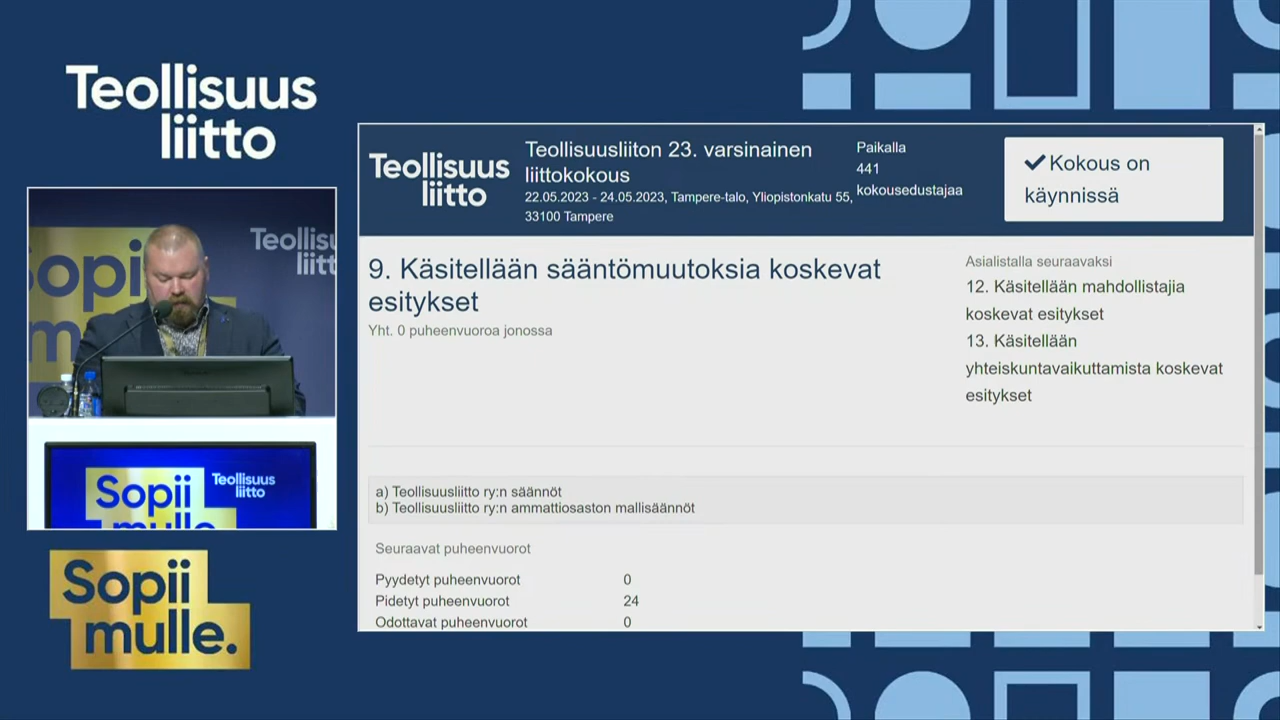 Teollisuus
liitto
Teollisuus
liitto
Teollisuusliiton 23. varsinainen
liittokokous
22.05.2023 - 24.05.2023, Tampere-talo, Yliopistonkatu 55,
33100 Tampere
Paikalla
441
kokousedustajaa
Kokous on
käynnissä
9. Käsitellään sääntömuutoksia koskevat
esitykset
Yht. 0 puheenvuoroa jonossa
Asialistalla seuraavaksi
12. Käsitellään mahdollistajia
koskevat esitykset
13. Käsitellään
yhteiskuntavaikuttamista koskevat
esitykset
a) Teollisuusliitto ry:n säännöt
b) Teollisuusliitto ry:n ammattiosaston mallisäännöt
Seuraavat puheenvuorot
Pyydetyt puheenvuorot 0
Pidetyt puheenvuorot 24
Odottavat puheenvuorot 0
Sopii
Teollisuus
liitto
mulle
Sopii
mulle.